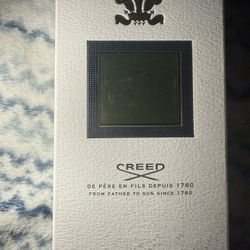 CREED
DE PÈRE EN FILS DEPUIS 1760
FROM FATHER TO SON SINCE 1760